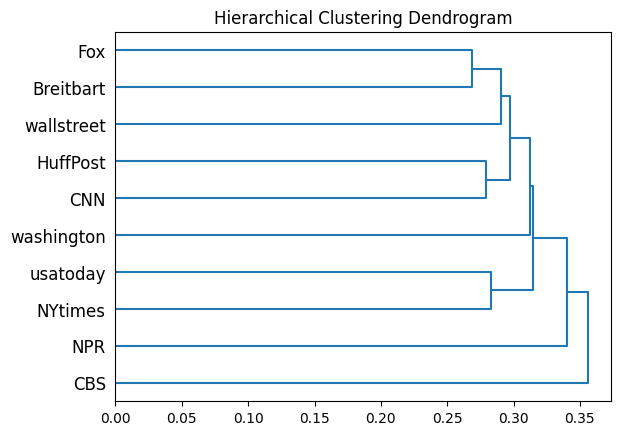 Hierarchical Clustering Dendrogram
Fox
Breitbart
wallstreet
HuffPost
CNN
washington
usatoday
NYtimes
NPR
CBS
0.00 0.05 0.10 0.15 0.20 0.25 0.30 0.35